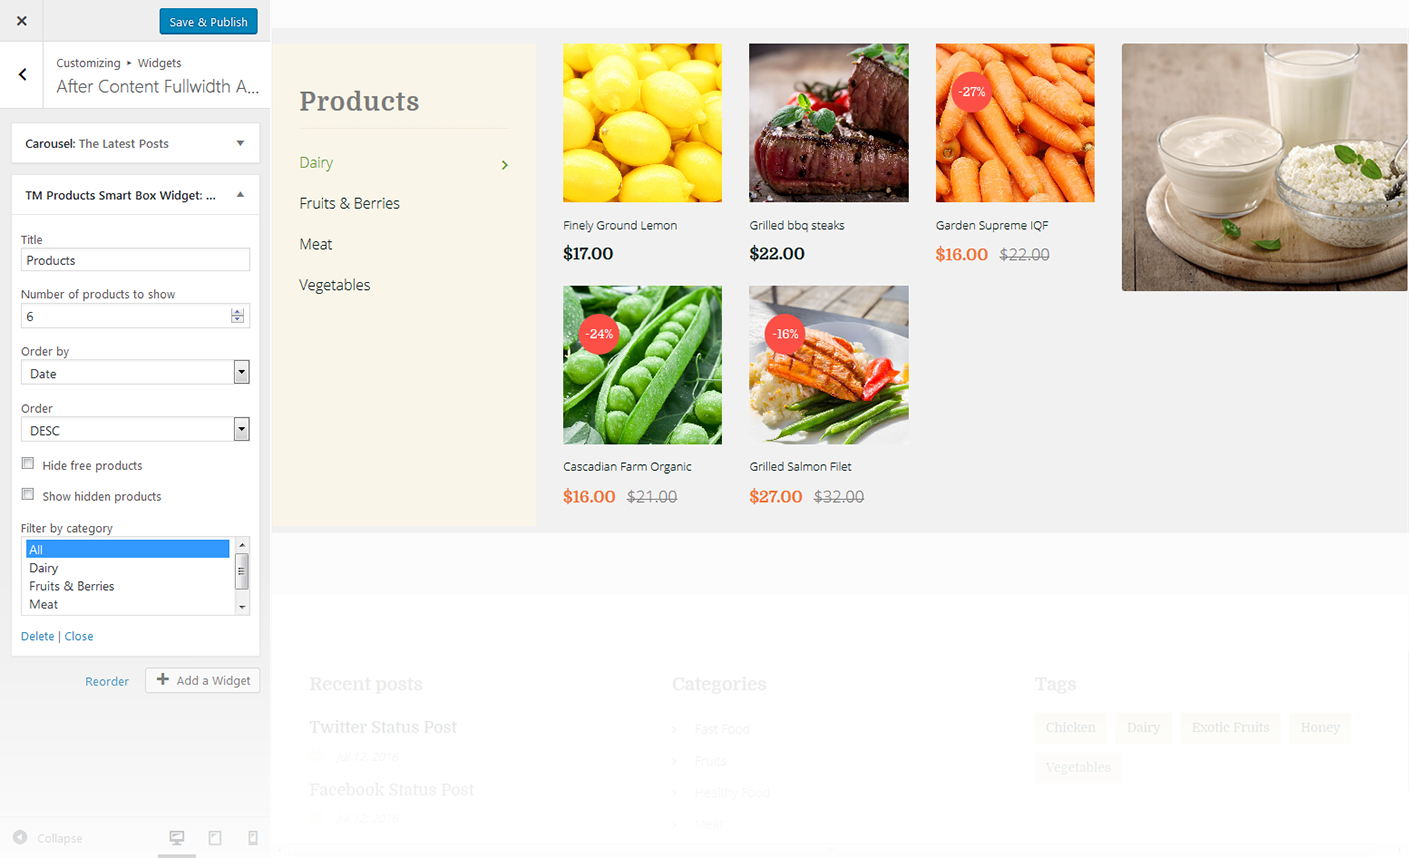 Save & Publish
Customizing ▸ Widgets
After Content Fullwidth A...
Carousel: The Latest Posts
TM Products Smart Box Widget: ...
Title
Products
Number of products to show
6
Order by
Date
Order
DESC
Hide free products
Show hidden products
Filter by category
All
Dairy
Fruits & Berries
Meat
Delete | Close
Reorder
Add a Widget
Collapse
Products
Dairy
Fruits & Berries
Meat
Vegetables
Finely Ground Lemon
$17.00
Grilled bbq steaks
$22.00
-27%
Garden Supreme IQF
$16.00 $22.00
-24%
Cascadian Farm Organic
$16.00 $21.00
-16%
Grilled Salmon Filet
$27.00 $32.00
Recent posts
Twitter Status Post
Jul 12, 2016
Facebook Status Post
Jul 12, 2016
Categories
Fast Food
Fruits
Healthy Food
Meat
Tags
Chicken Dairy Exotic Fruits Honey
Vegetables